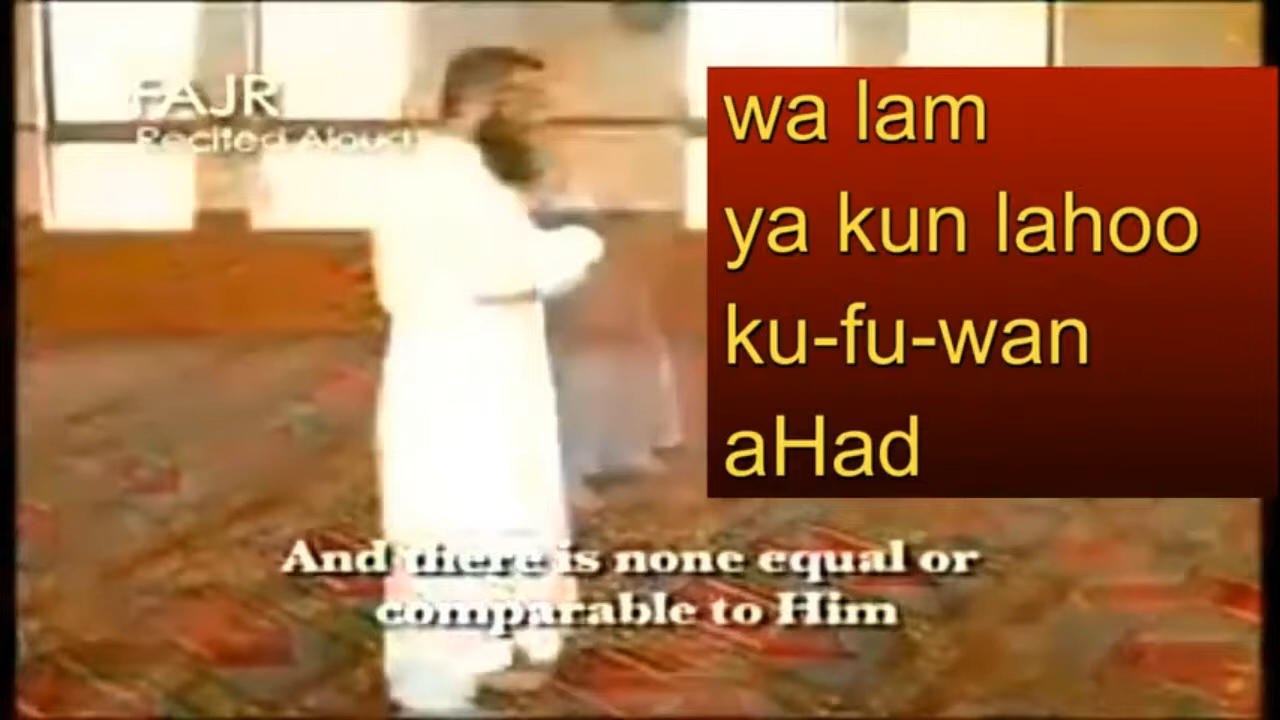 FAJR
Recited Aloud
wa lam
ya kun lahoo
ku-fu-wan
aHad
And there is none equal or
comparable to Him